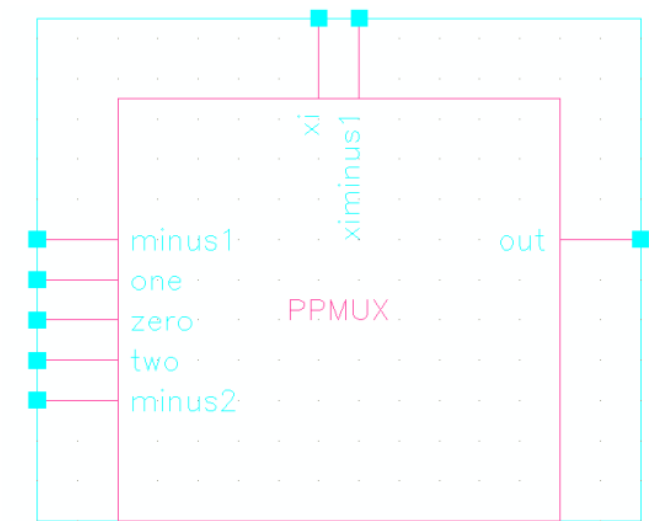 xi
ximinus1
minus1
out
one
PPMUX
zero
two
minus2